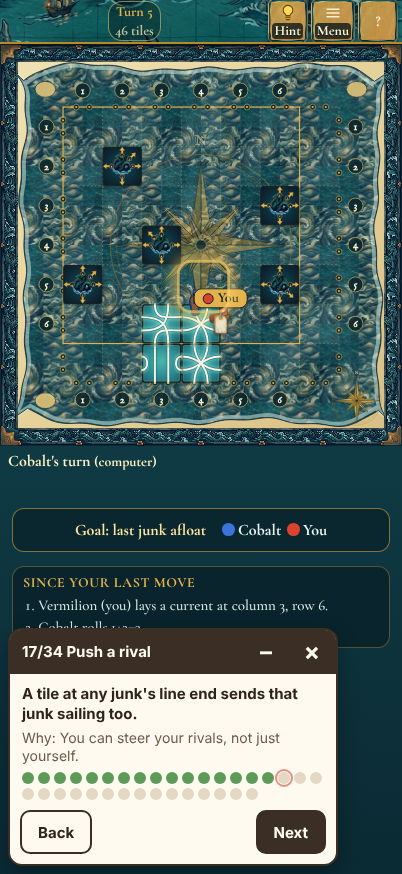 Turn 5
46 tiles
Hint
Menu
?
1 2 3 4 5 6
1 1
2 2
N
3 3
4 4
5 5
You
6 6
1 2 3 4 5 6
Cobalt's turn (computer)
Goal: last junk afloat Cobalt You
SINCE YOUR LAST MOVE
1. Vermilion (you) lays a current at column 3, row 6.
2. Cobalt rolls
17/34 Push a rival
A tile at any junk's line end sends that
junk sailing too.
Why: You can steer your rivals, not just
yourself.
Back
Next